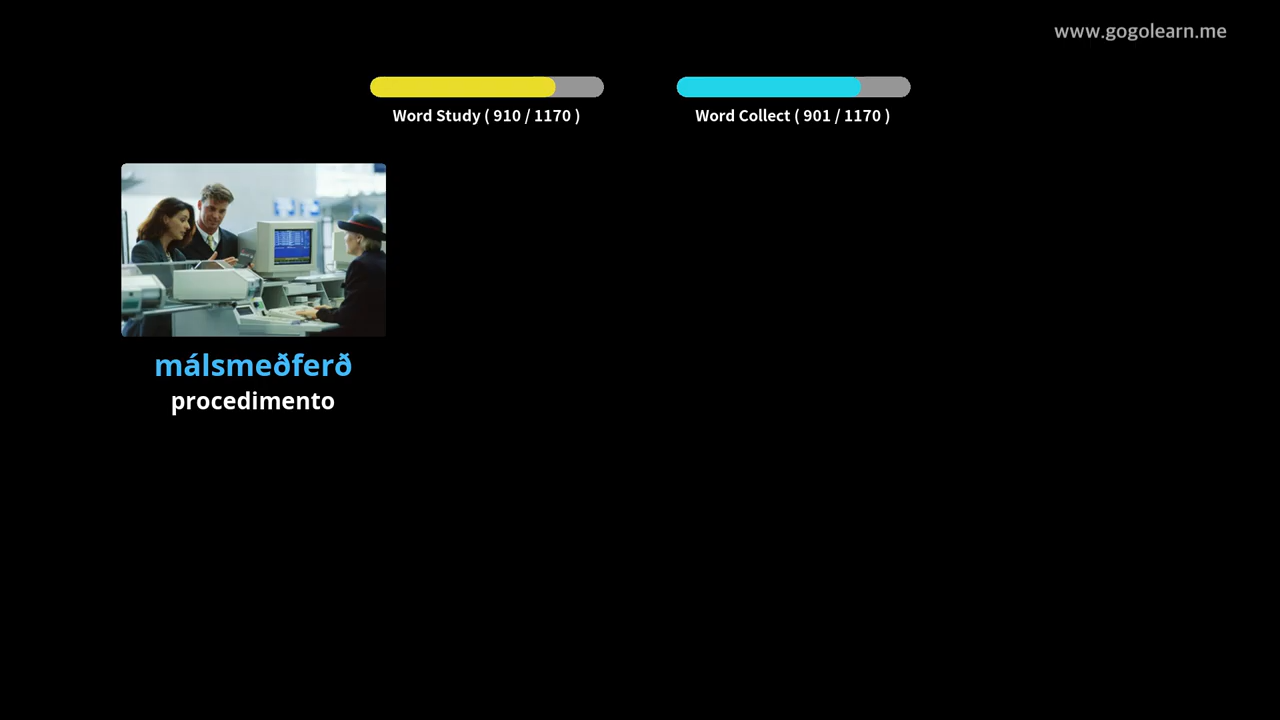 www.gogolearn.me
Word Study ( 910 / 1170 )
Word Collect ( 901 / 1170 )
málsmeðferð
procedimento